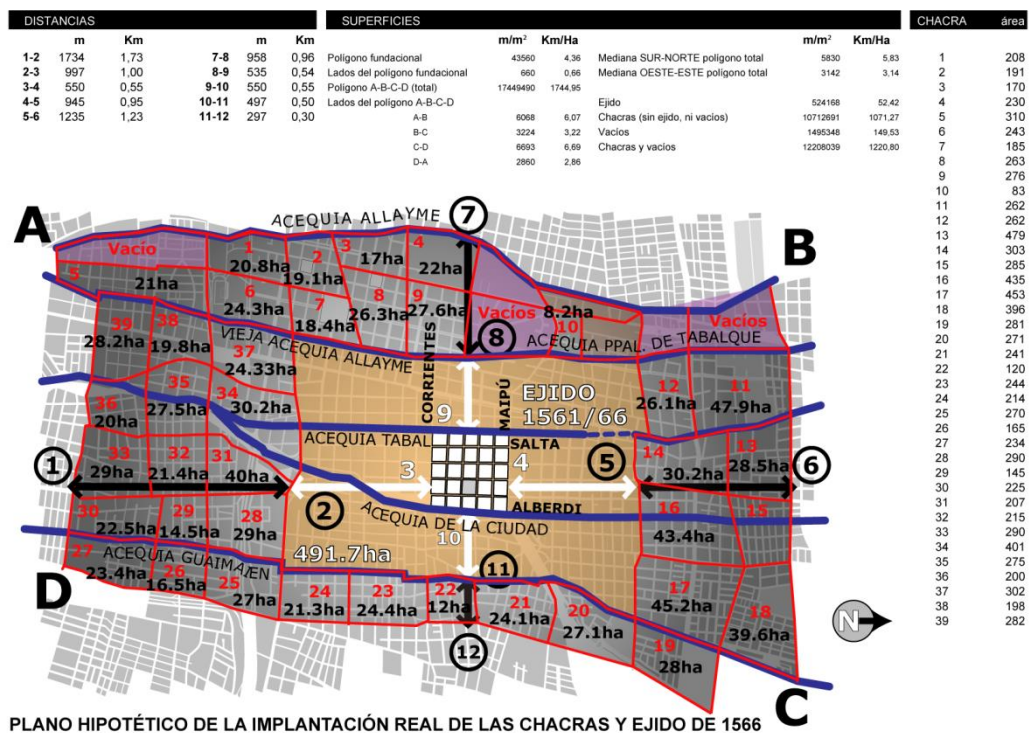 DISTANCIAS
m Km m Km
1-2 1734 1,73 7-8 958 0,96
2-3 997 1,00 8-9 535 0,54
3-4 550 0,55 9-10 550 0,55
4-5 945 0,95 10-11 497 0,50
5-6 1235 1,23 11-12 297 0,30
SUPERFICIES
m/m² Km/Ha m/m² Km/Ha
Polígono fundacional 43560 4,36 Mediana SUR-NORTE polígono total 5830 5,83
Lados del polígono fundacional 660 0,66 Mediana OESTE-ESTE polígono total 3142 3,14
Polígono A-B-C-D (total) 17449490 1744,95
Lados del polígono A-B-C-D Ejido 524168 52,42
A-B 6068 6,07 Chacras (sin ejido, ni vacíos) 10712691 1071,27
B-C 3224 3,22 Vacíos 1495348 149,53
C-D 6693 6,69 Chacras y vacíos 12208039 1220,80
D-A 2860 2,86
CHACRA área
1 208
2 191
3 170
4 230
5 310
6 243
7 185
8 263
9 276
10 83
11 262
12 262
13 479
14 303
15 285
16 435
17 453
18 396
19 281
20 271
21 241
22 120
23 244
24 214
25 270
26 165
27 234
28 290
29 145
30 225
31 207
32 215
33 290
34 401
35 275
36 200
37 302
38 198
39 282
A
ACEQUIA ALLAYME
7
B
Vacío
1
20.8ha
2
19.1ha
3
17ha
4
22ha
5
21ha
6
24.3ha
7
18.4ha
8
26.3ha
9
27.6ha
Vacíos
8.2ha
10
Vacíos
8
ACEQUIA PPAL. DE TABALQUE
VIEJA ACEQUIA ALLAYME
39
28.2ha
38
19.8ha
37
24.33ha
CORRIENTES
MAIPÚ
EJIDO
1561/66
12
26.1ha
11
47.9ha
36
20ha
35
27.5ha
34
30.2ha
9
ACEQUIA TABAL
SALTA
1
33
29ha
32
21.4ha
31
40ha
2
3
4
5
14
30.2ha
13
28.5ha
6
ALBERDI
ACEQUIA DE LA CIUDAD
10
30
22.5ha
29
14.5ha
28
29ha
491.7ha
16
43.4ha
15
27
ACEQUIA GUAIMAJEN
23.4ha
26
16.5ha
25
27ha
24
21.3ha
23
24.4ha
22
12ha
11
21
24.1ha
20
27.1ha
17
45.2ha
18
39.6ha
19
28ha
D
12
N
C
PLANO HIPOTÉTICO DE LA IMPLANTACIÓN REAL DE LAS CHACRAS Y EJIDO DE 1566